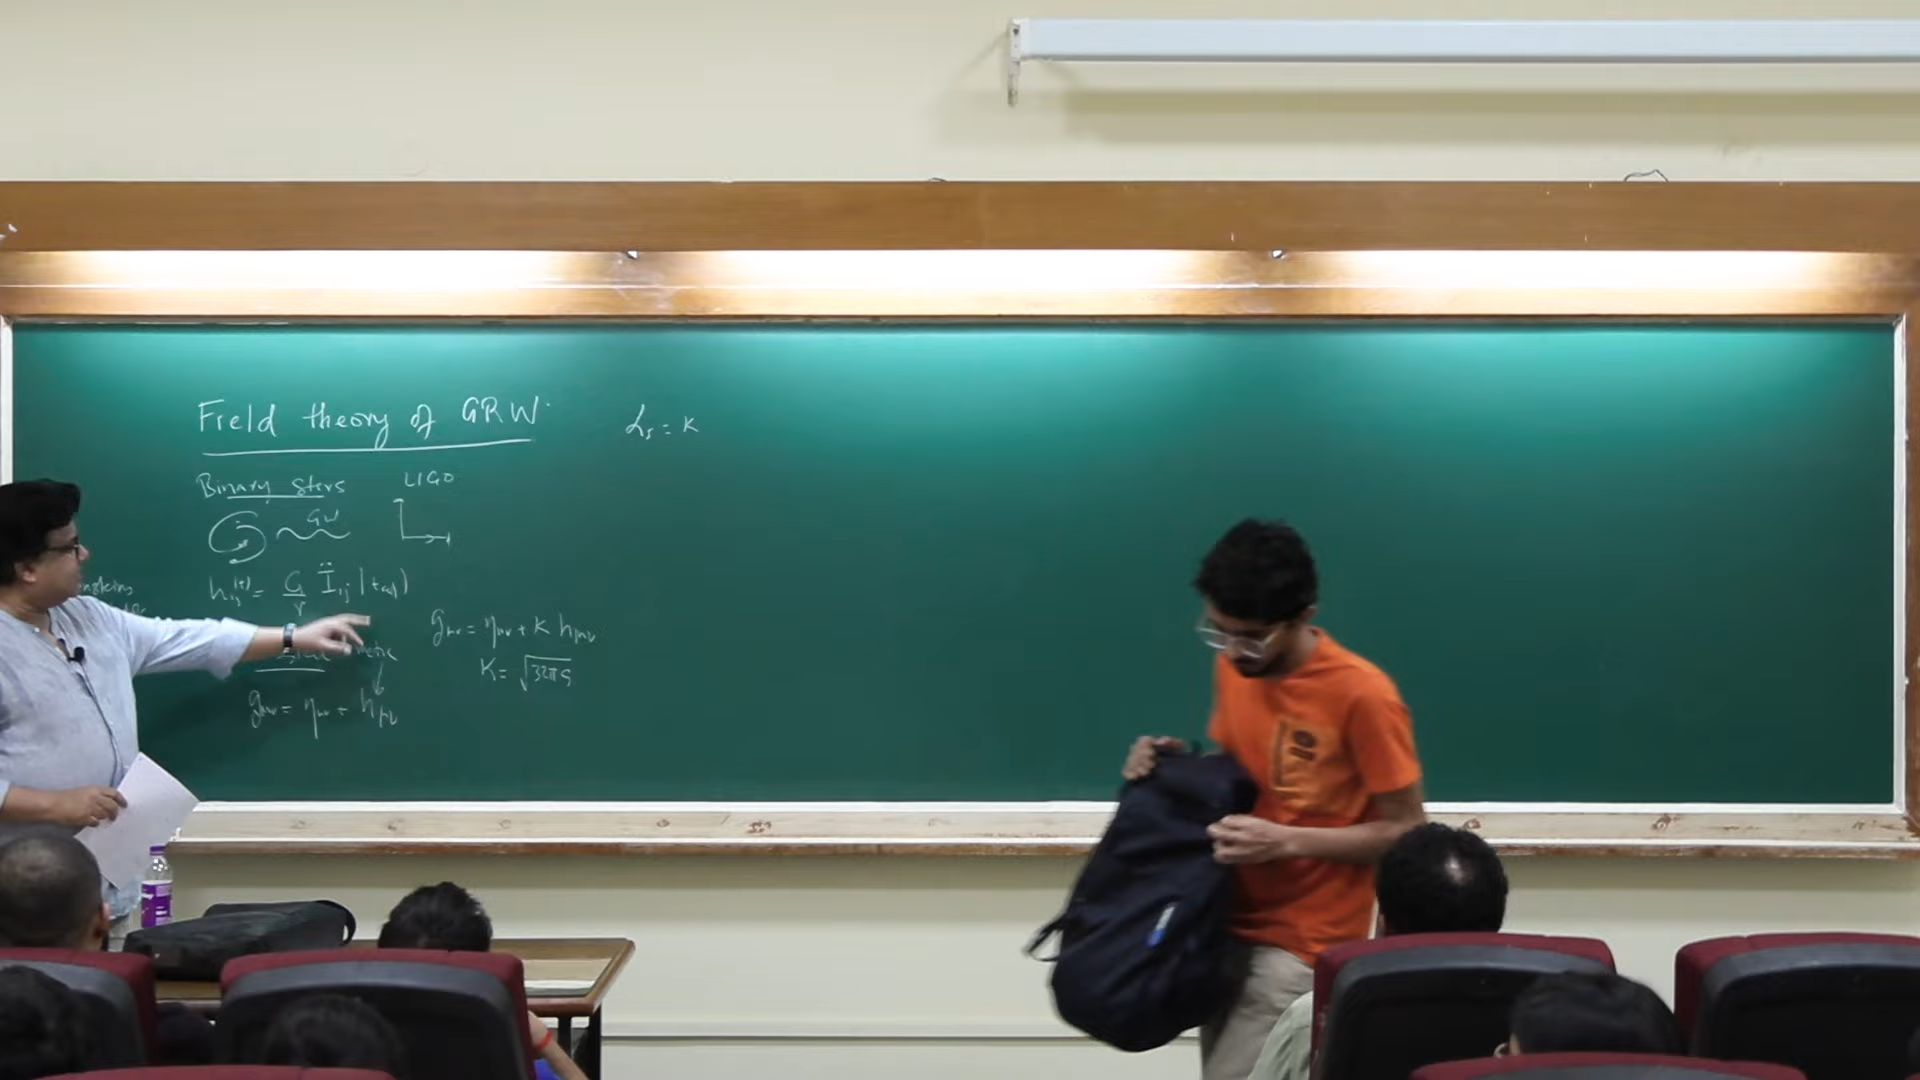 Field theory of GRW
Binary stars
LIGO
GW
h_ij(t) = G/r Ï_ij (t_ret)
metric
g_μν = η_μν + h_μν
g_μν = η_μν + K h_μν
K = √32πG
L_s = K